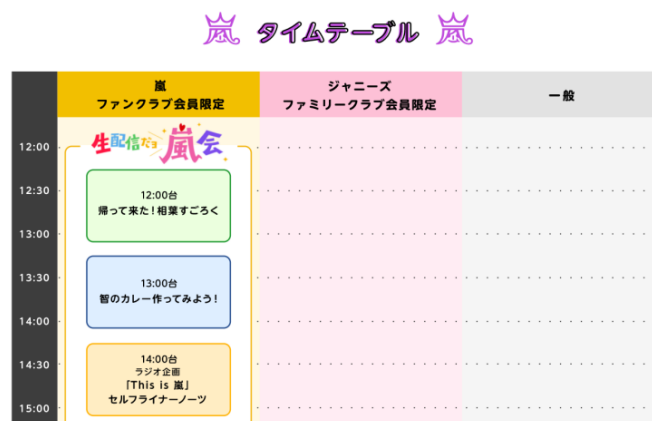 嵐 タイムテーブル 嵐
嵐
ファンクラブ会員限定
ジャニーズ
ファミリークラブ会員限定
一般
生配信だョ嵐会
12:00
12:00台
帰って来た!相葉すごろく
12:30
13:00
13:00台
智のカレー作ってみよう!
13:30
14:00
14:00台
ラジオ企画
「This is 嵐」
セルフライナーノーツ
14:30
15:00